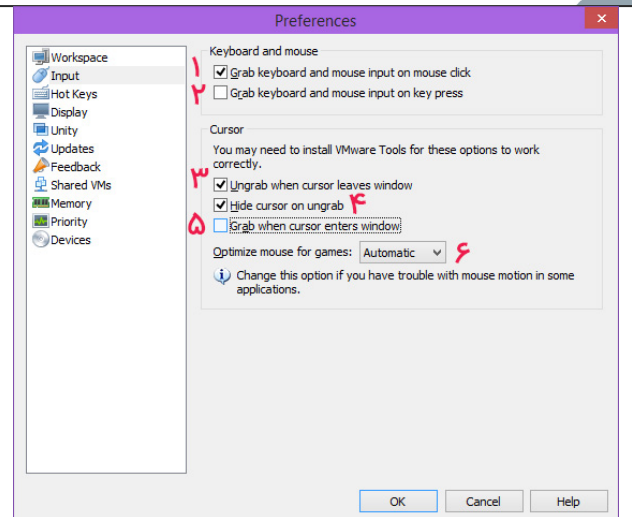 Preferences
Workspace
Input
Hot Keys
Display
Unity
Updates
Feedback
Shared VMs
Memory
Priority
Devices
Keyboard and mouse
۱ Grab keyboard and mouse input on mouse click
۲ Grab keyboard and mouse input on key press
Cursor
You may need to install VMware Tools for these options to work
correctly.
۳ Ungrab when cursor leaves window
Hide cursor on ungrab ۴
۵ Grab when cursor enters window
Optimize mouse for games: Automatic ۶
Change this option if you have trouble with mouse motion in some
applications.
OK Cancel Help